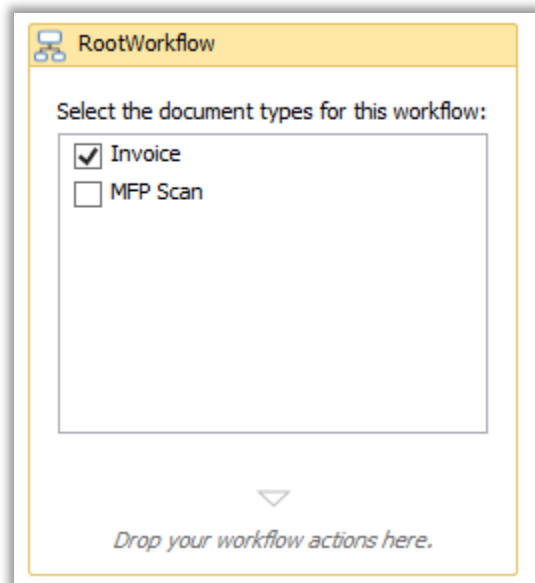 RootWorkflow
Select the document types for this workflow:
Invoice
MFP Scan
Drop your workflow actions here.